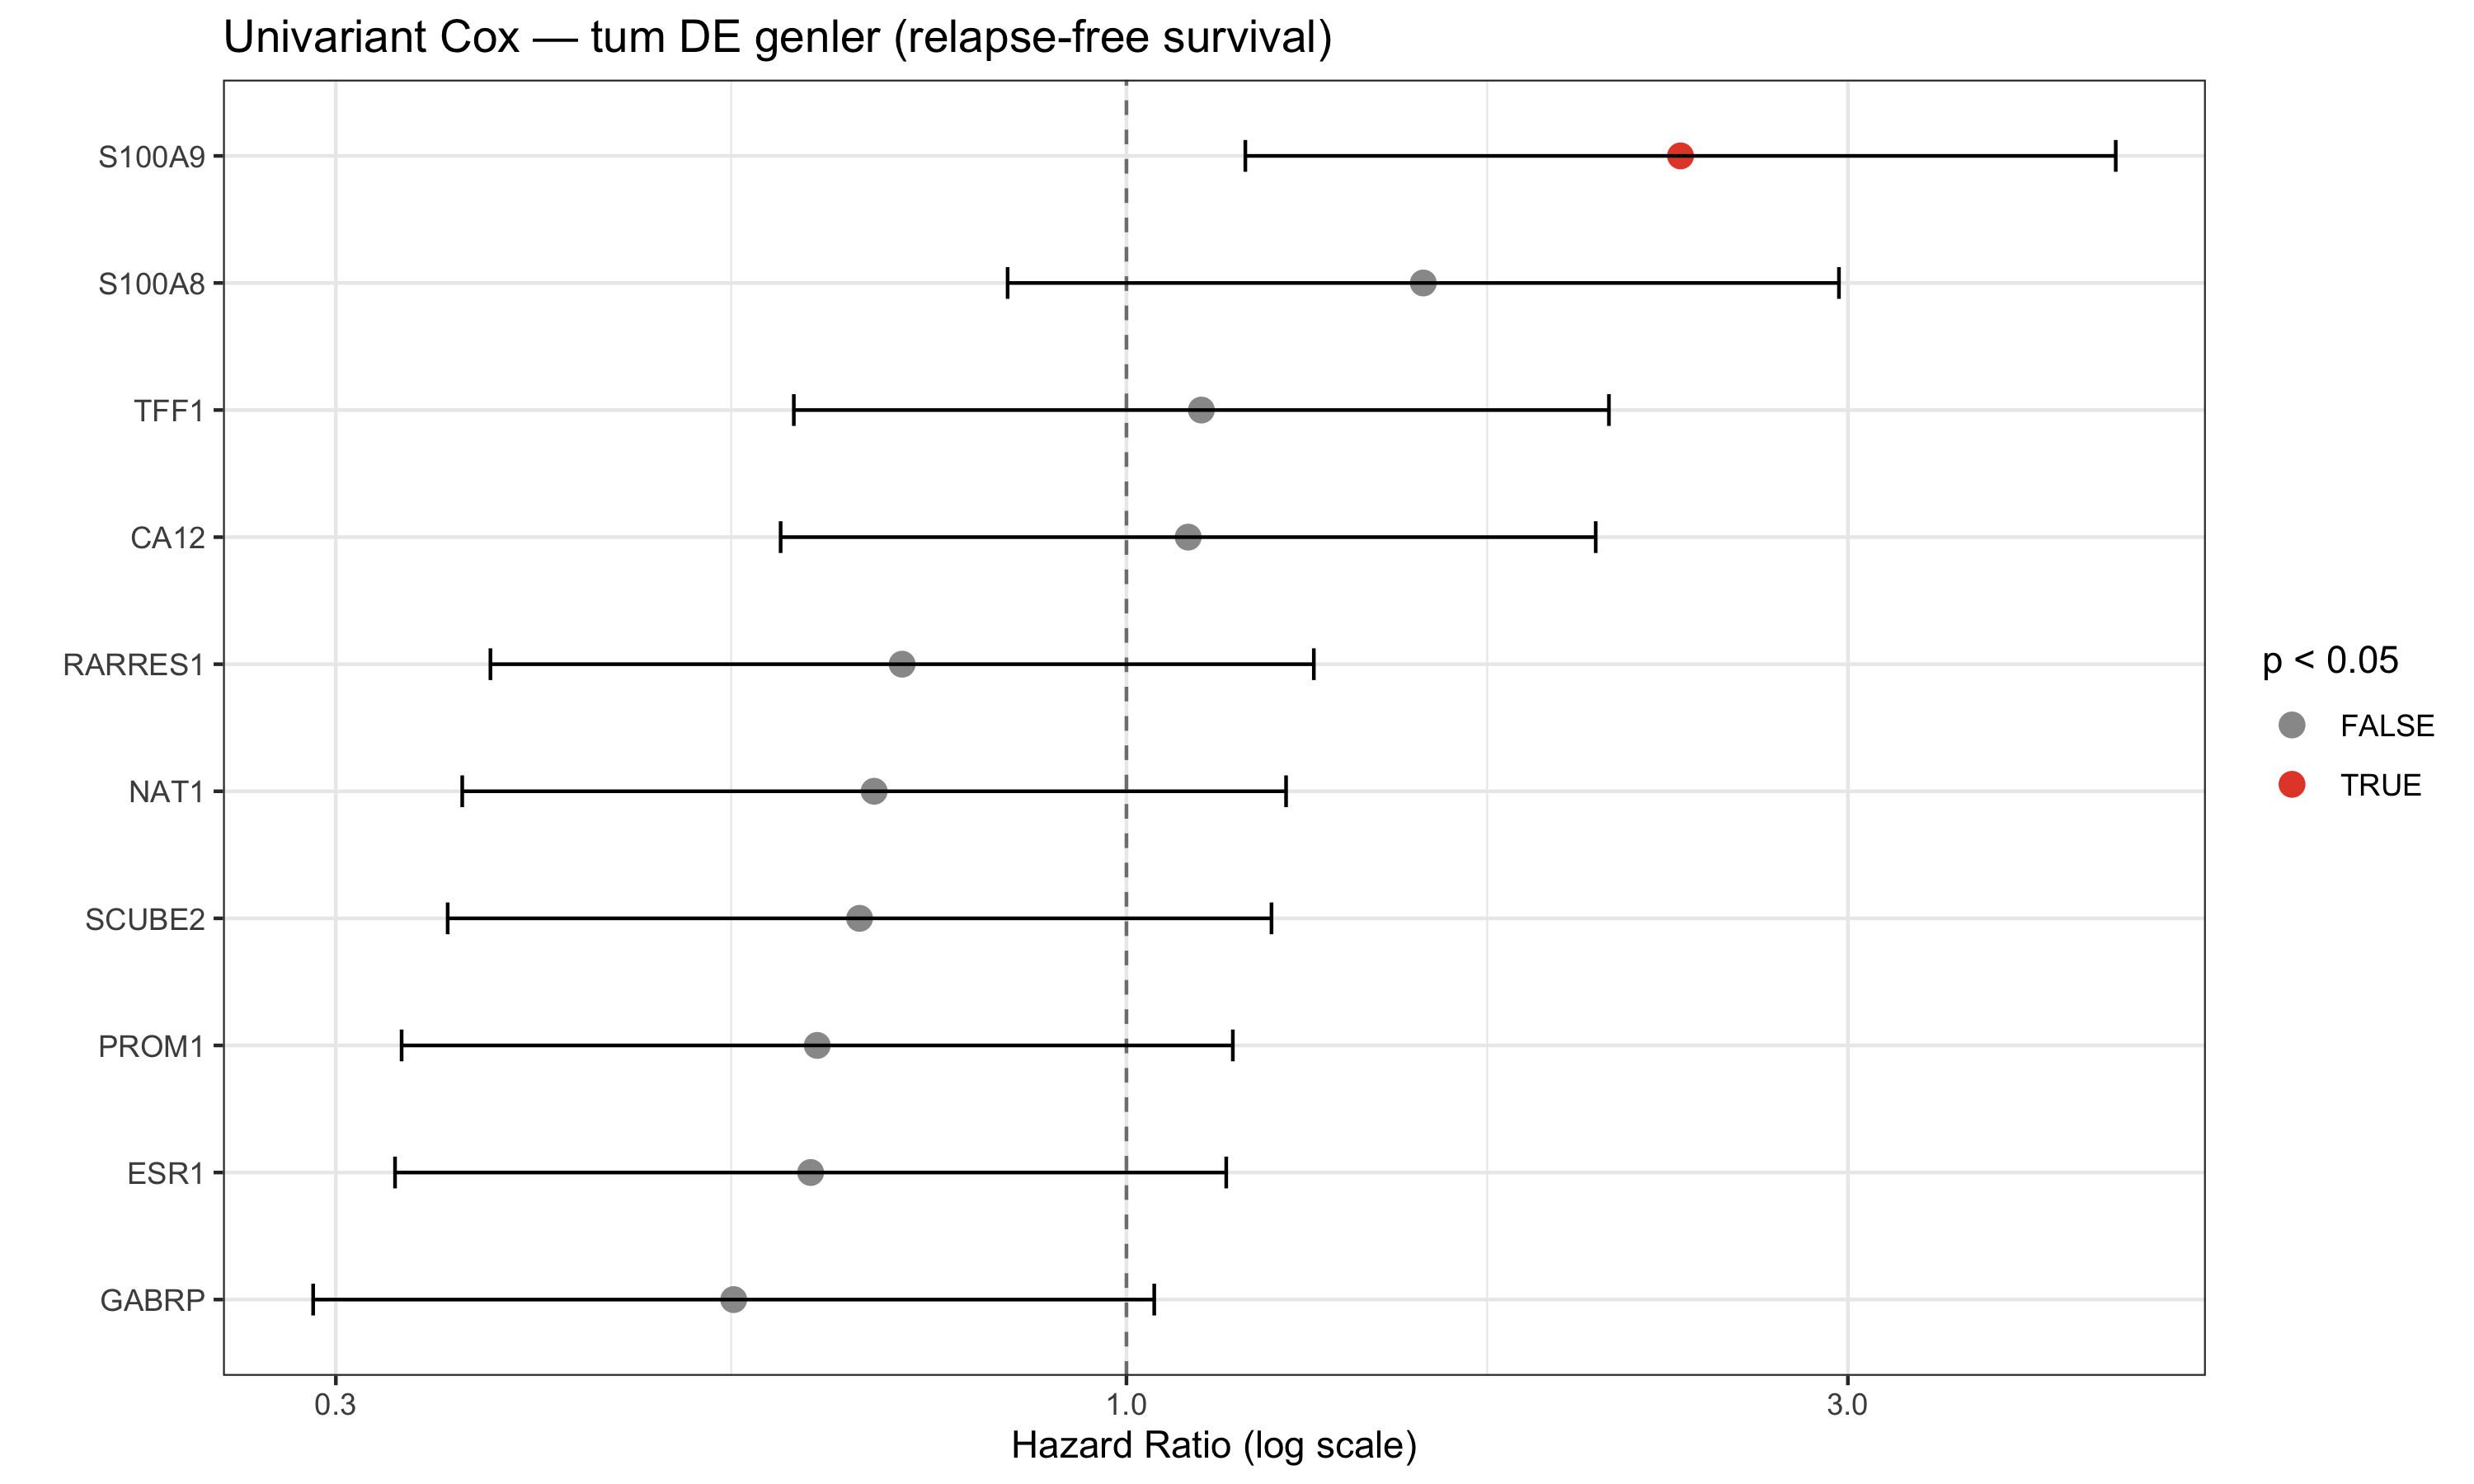 Univariant Cox — tum DE genler (relapse-free survival)
S100A9
S100A8
TFF1
CA12
RARRES1
NAT1
SCUBE2
PROM1
ESR1
GABRP
0.3
1.0
3.0
Hazard Ratio (log scale)
p < 0.05
FALSE
TRUE